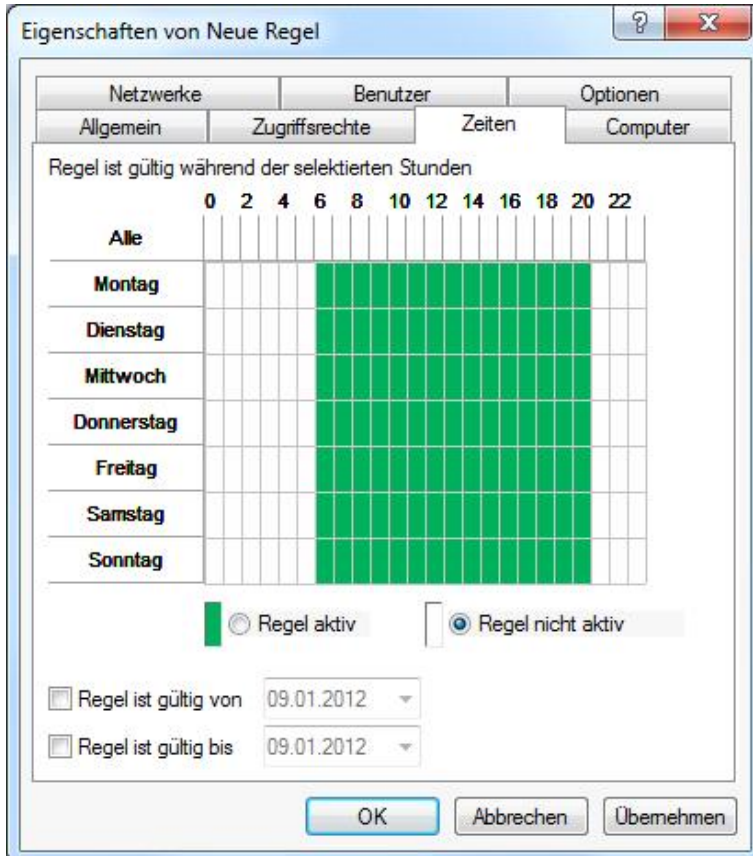 Eigenschaften von Neue Regel
Netzwerke Benutzer Optionen
Allgemein Zugriffsrechte Zeiten Computer
Regel ist gültig während der selektierten Stunden
0 2 4 6 8 10 12 14 16 18 20 22
Alle
Montag
Dienstag
Mittwoch
Donnerstag
Freitag
Samstag
Sonntag
Regel aktiv Regel nicht aktiv
Regel ist gültig von 09.01.2012
Regel ist gültig bis 09.01.2012
OK Abbrechen Übernehmen